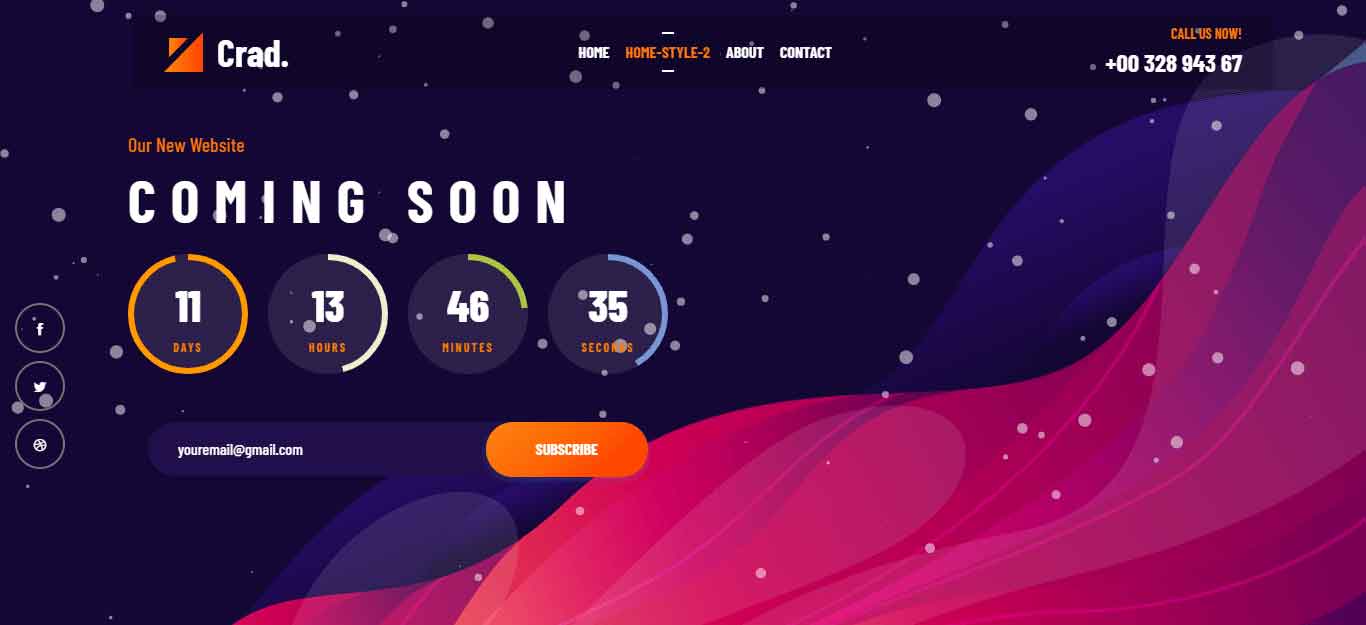 Crad.
HOME HOME-STYLE-2 ABOUT CONTACT
CALL US NOW!
+00 328 943 67
Our New Website
COMING SOON
11 13 46 35
DAYS HOURS MINUTES SECONDS
youremail@gmail.com SUBSCRIBE